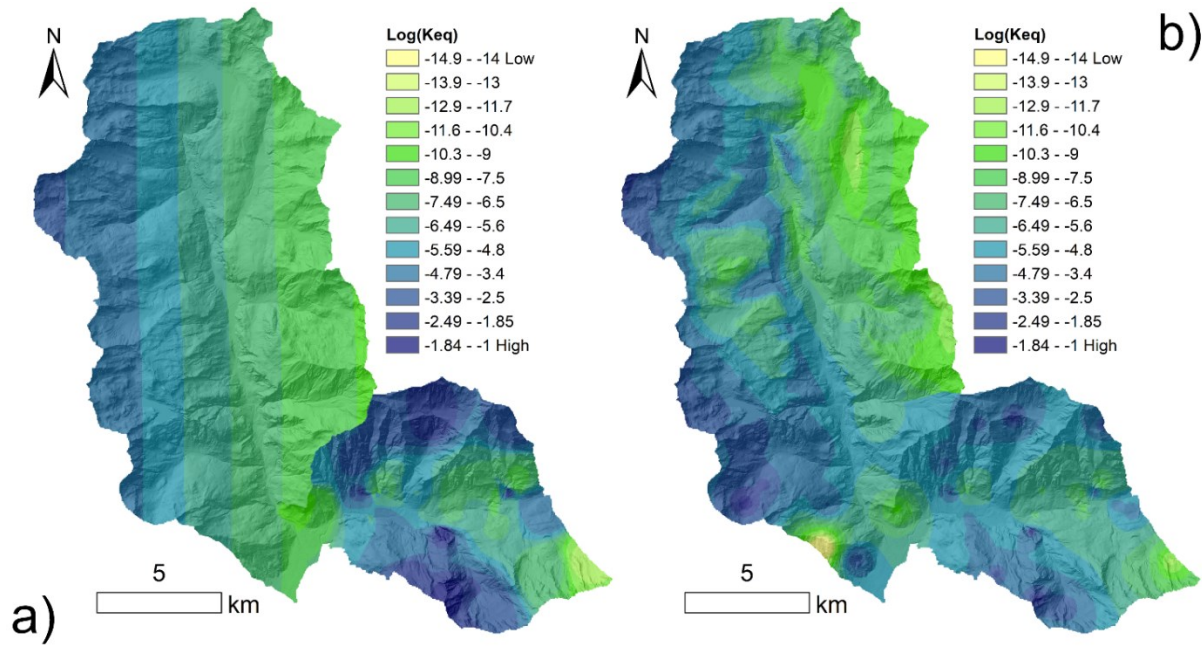 N
Log(Keq)
-14.9 - -14 Low
-13.9 - -13
-12.9 - -11.7
-11.6 - -10.4
-10.3 - -9
-8.99 - -7.5
-7.49 - -6.5
-6.49 - -5.6
-5.59 - -4.8
-4.79 - -3.4
-3.39 - -2.5
-2.49 - -1.85
-1.84 - -1 High
5
km
a)
N
Log(Keq)
-14.9 - -14 Low
-13.9 - -13
-12.9 - -11.7
-11.6 - -10.4
-10.3 - -9
-8.99 - -7.5
-7.49 - -6.5
-6.49 - -5.6
-5.59 - -4.8
-4.79 - -3.4
-3.39 - -2.5
-2.49 - -1.85
-1.84 - -1 High
b)
5
km